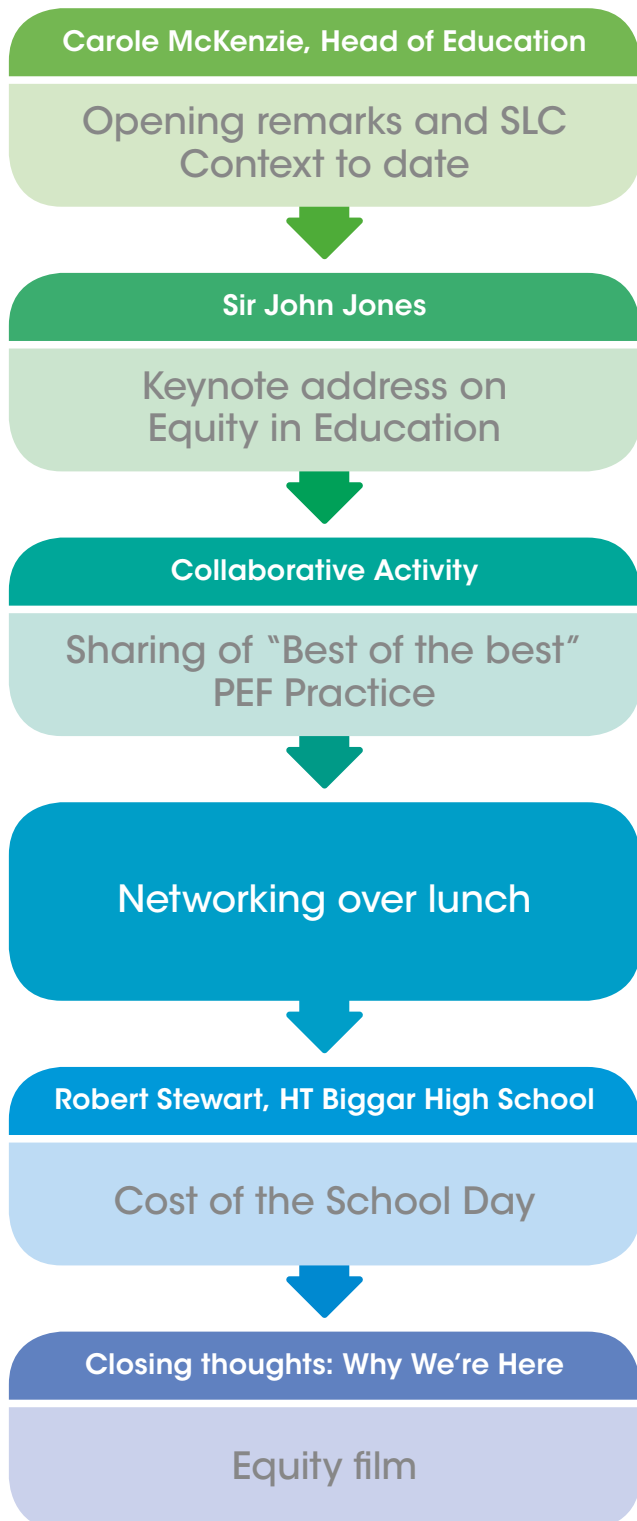 Carole McKenzie, Head of Education
Opening remarks and SLC
Context to date
Sir John Jones
Keynote address on
Equity in Education
Collaborative Activity
Sharing of “Best of the best”
PEF Practice
Networking over lunch
Robert Stewart, HT Biggar High School
Cost of the School Day
Closing thoughts: Why We’re Here
Equity film